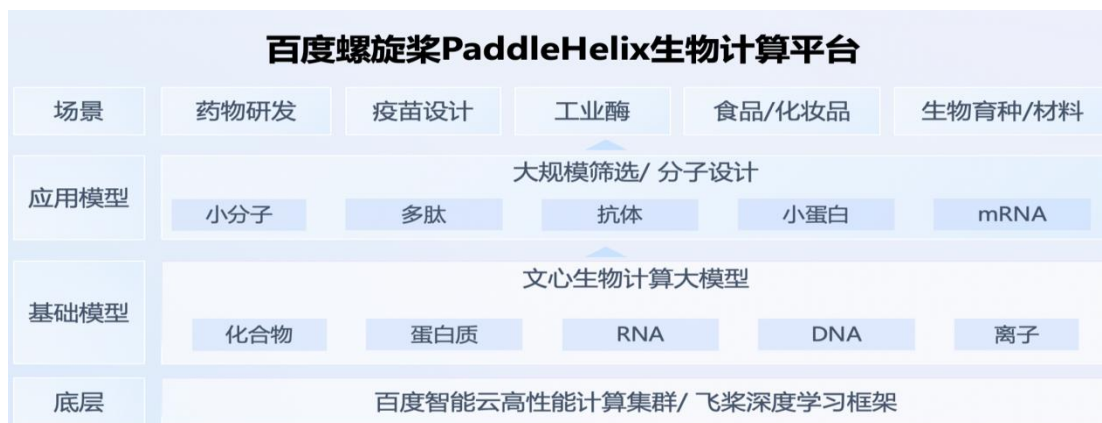 百度螺旋桨PaddleHelix生物计算平台
场景 药物研发 疫苗设计 工业酶 食品/化妆品 生物育种/材料
大规模筛选/ 分子设计
应用模型
小分子 多肽 抗体 小蛋白 mRNA
文心生物计算大模型
基础模型
化合物 蛋白质 RNA DNA 离子
底层 百度智能云高性能计算集群/ 飞桨深度学习框架